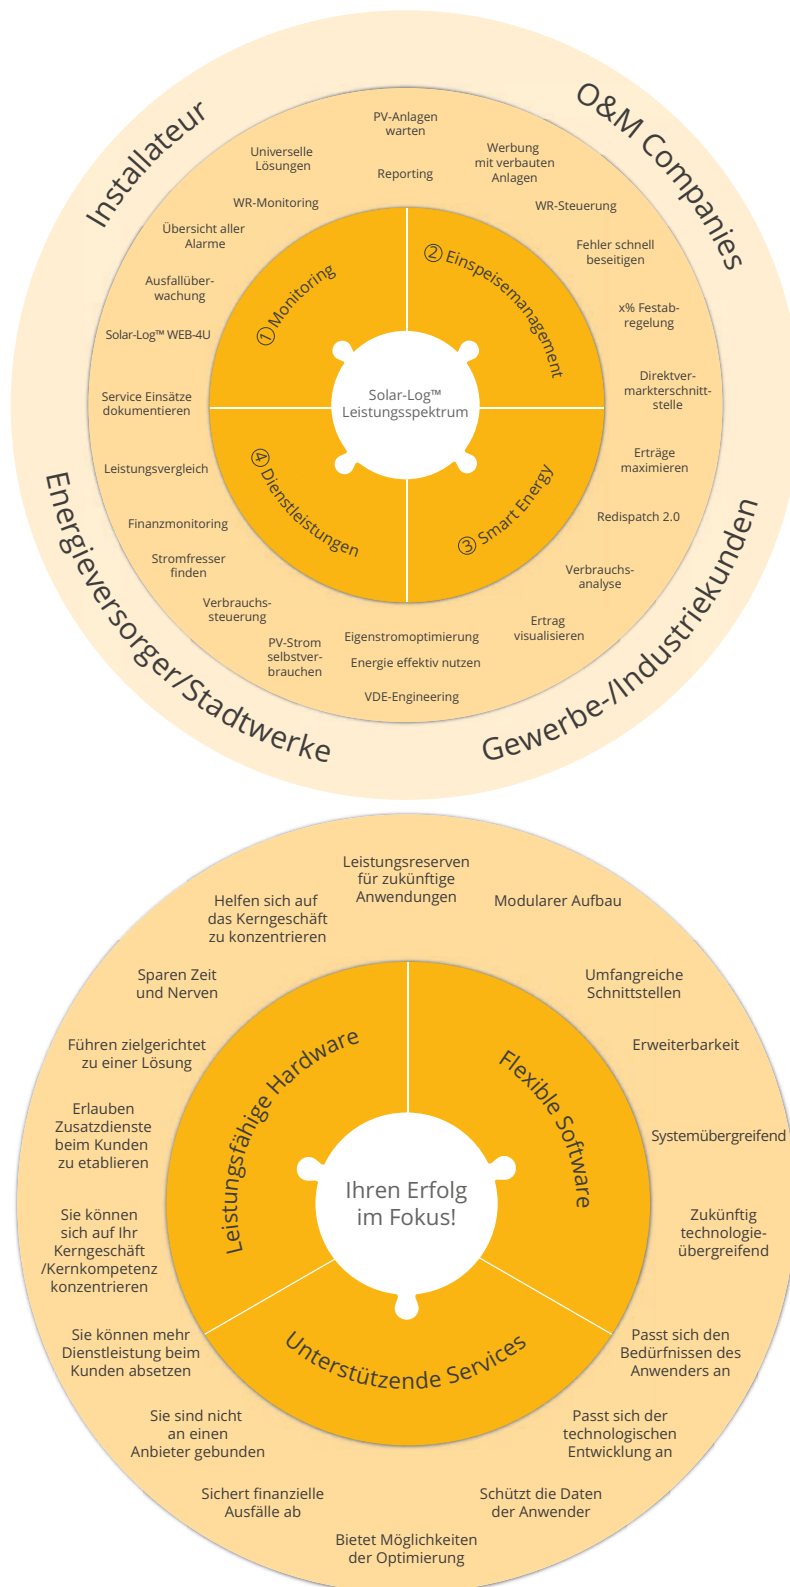 Installateur
O&M Companies
Energieversorger/Stadtwerke
Gewerbe-/Industriekunden
PV-Anlagen
warten
Reporting
Werbung
mit verbauten
Anlagen
WR-Steuerung
Fehler schnell
beseitigen
x% Festab-
regelung
Direktver-
markterschnitt-
stelle
Erträge
maximieren
Redispatch 2.0
Verbrauchs-
analyse
Ertrag
visualisieren
Eigenstromoptimierung
Energie effektiv nutzen
VDE-Engineering
PV-Strom
selbstver-
brauchen
Verbrauchs-
steuerung
Stromfresser
finden
Finanzmonitoring
Leistungsvergleich
Service Einsätze
dokumentieren
Solar-Log™ WEB-4U
Ausfallüber-
wachung
Übersicht aller
Alarme
WR-Monitoring
Universelle
Lösungen
① Monitoring
② Einspeisemanagement
③ Smart Energy
④ Dienstleistungen
Solar-Log™
Leistungsspektrum
Leistungsreserven
für zukünftige
Anwendungen
Modularer Aufbau
Umfangreiche
Schnittstellen
Erweiterbarkeit
Systemübergreifend
Zukünftig
technologie-
übergreifend
Passt sich den
Bedürfnissen des
Anwenders an
Passt sich der
technologischen
Entwicklung an
Schützt die Daten
der Anwender
Bietet Möglichkeiten
der Optimierung
Sichert finanzielle
Ausfälle ab
Sie sind nicht
an einen
Anbieter gebunden
Sie können mehr
Dienstleistung beim
Kunden absetzen
Sie können
sich auf Ihr
Kerngeschäft
/Kernkompetenz
konzentrieren
Erlauben
Zusatzdienste
beim Kunden
zu etablieren
Führen zielgerichtet
zu einer Lösung
Sparen Zeit
und Nerven
Helfen sich auf
das Kerngeschäft
zu konzentrieren
Leistungsfähige Hardware
Flexible Software
Unterstützende Services
Ihren Erfolg
im Fokus!